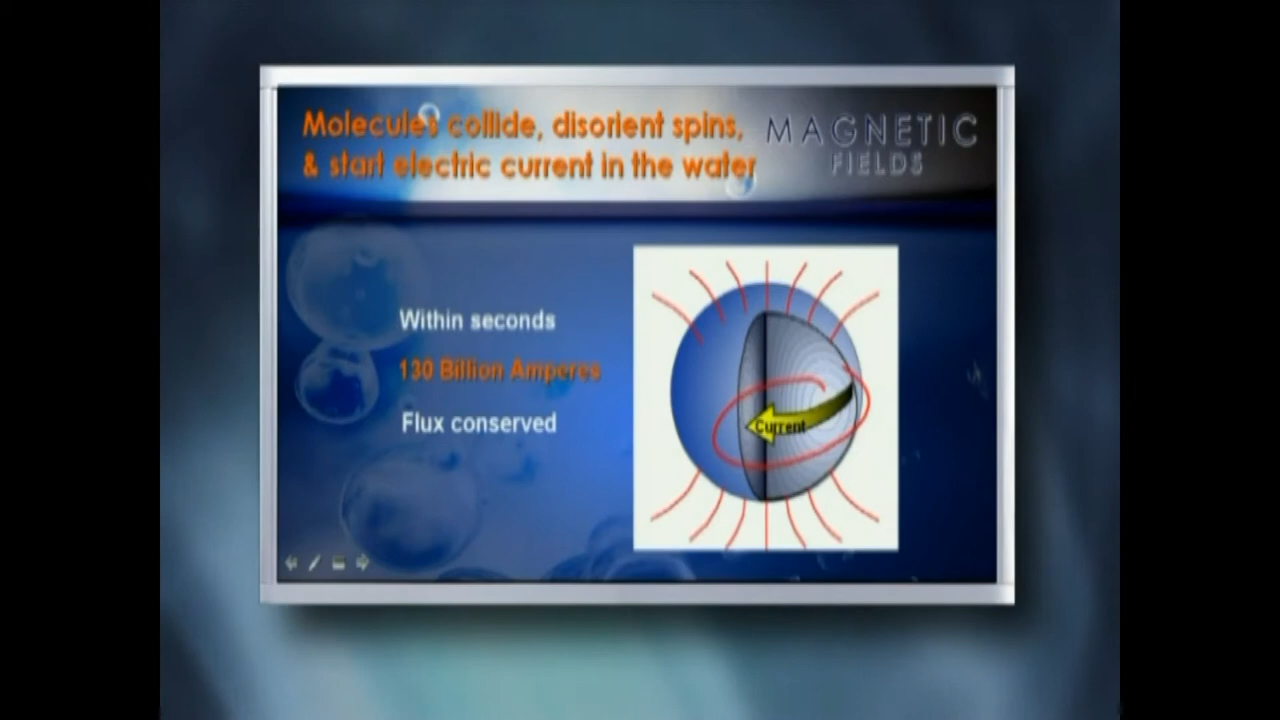 Molecules collide, disorient spins,
& start electric current in the water
MAGNETIC
FIELDS
Within seconds
130 Billion Amperes
Flux conserved
Current